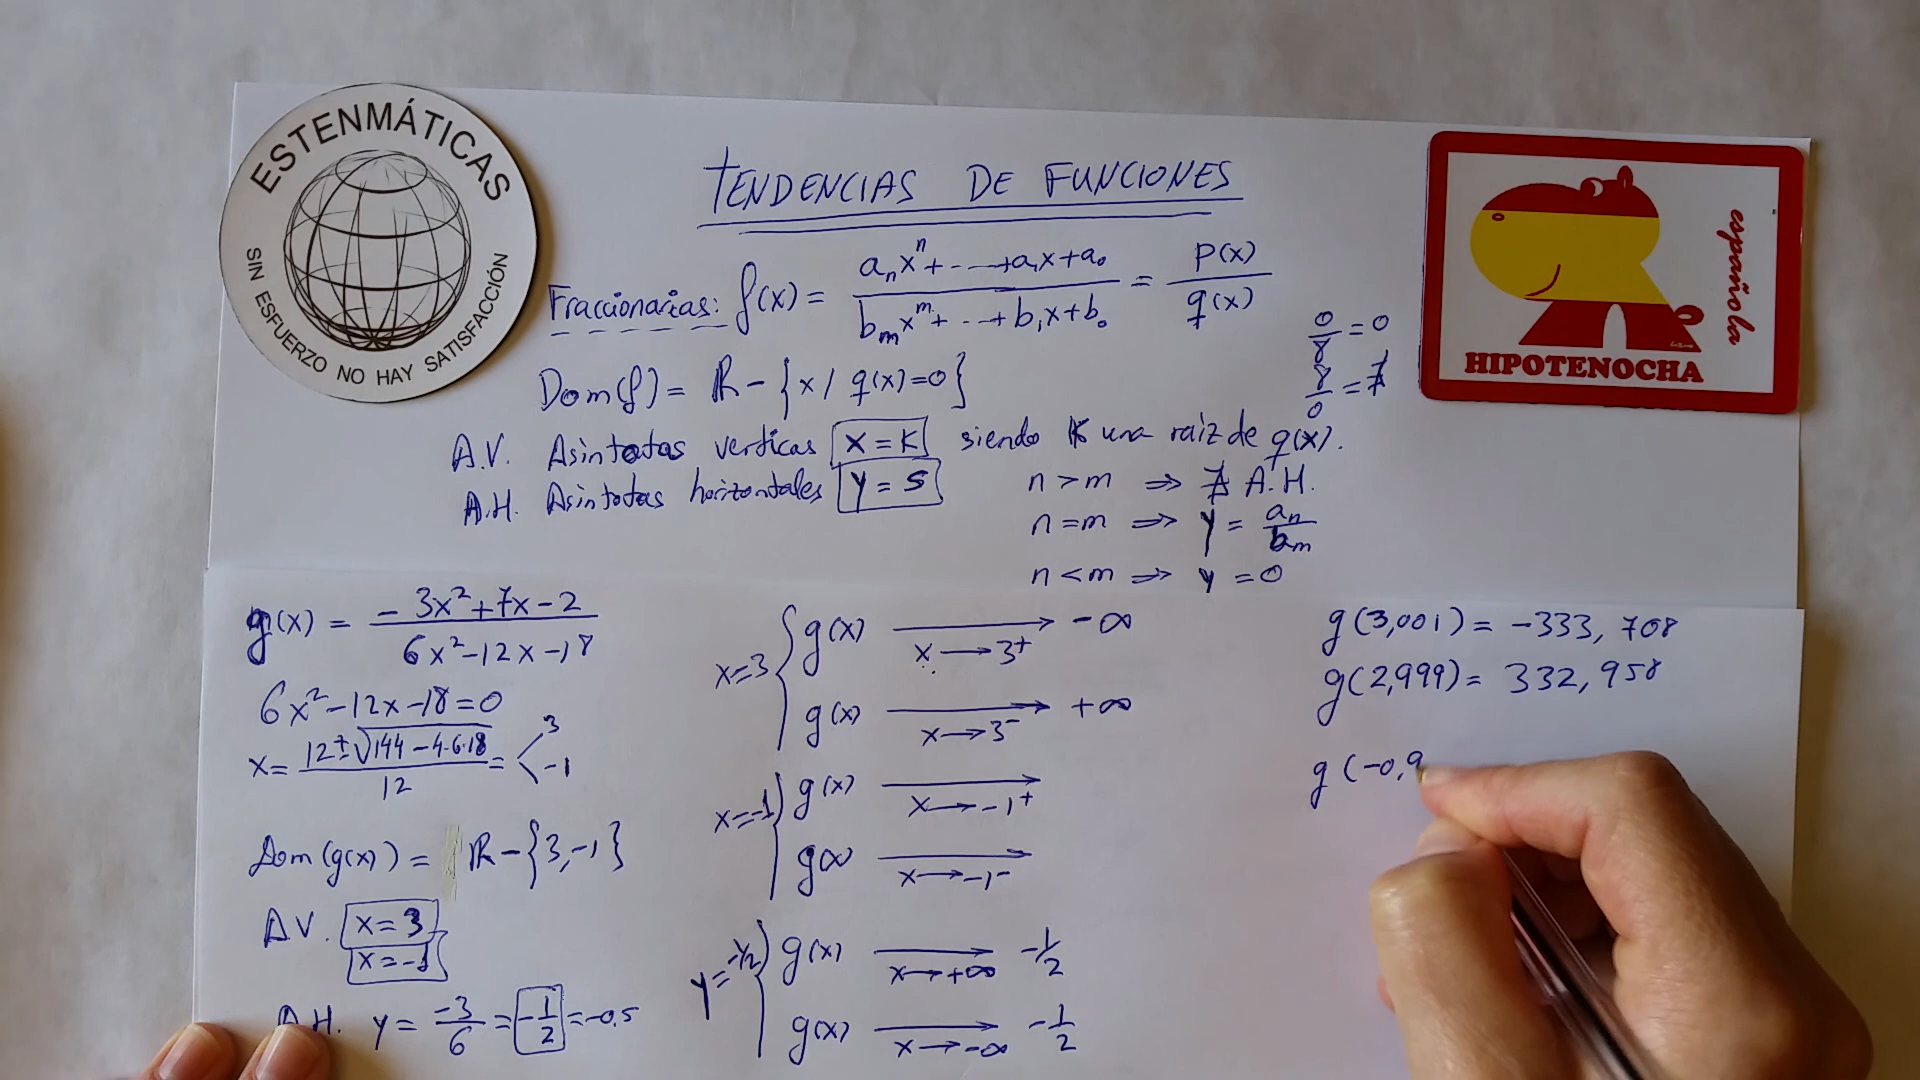 ESTENMÁTICAS
SIN ESFUERZO NO HAY SATISFACCIÓN
TENDENCIAS DE FUNCIONES
española
HIPOTENOCHA
Fraccionarias: f(x) = (aₙxⁿ + ----- + a₁x + a₀)/(bₘxᵐ + --- + b₁x + b₀) = P(x)/q(x)
0/8 = 0
8/0 = ∄
Dom(f) = ℝ - {x / q(x)=0}
A.V. Asintotas verticas x = K siendo K una raiz de q(x).
A.H. Asintotas horizontales y = s
n > m ⇒ ∄ A.H.
n = m ⇒ y = aₙ/bₘ
n < m ⇒ y = 0
g(x) = (-3x²+7x-2)/(6x²-12x-18)
6x²-12x-18=0
x = (12±√(144-4·6·18))/12 = < 3
-1
Dom(g(x)) = ℝ - {3,-1}
A.V. x=3
x=-1
A.H. y = -3/6 = -1/2 = -0,5
x=3 { g(x) → -∞
x → 3⁺
g(x) → +∞
x → 3⁻
x=-1 { g(x) →
x → -1⁺
g(x) →
x → -1⁻
y=-1/2 { g(x) → -1/2
x → +∞
g(x) → -1/2
x → -∞
g(3,001) = -333,708
g(2,999) = 332,958
g(-0,9